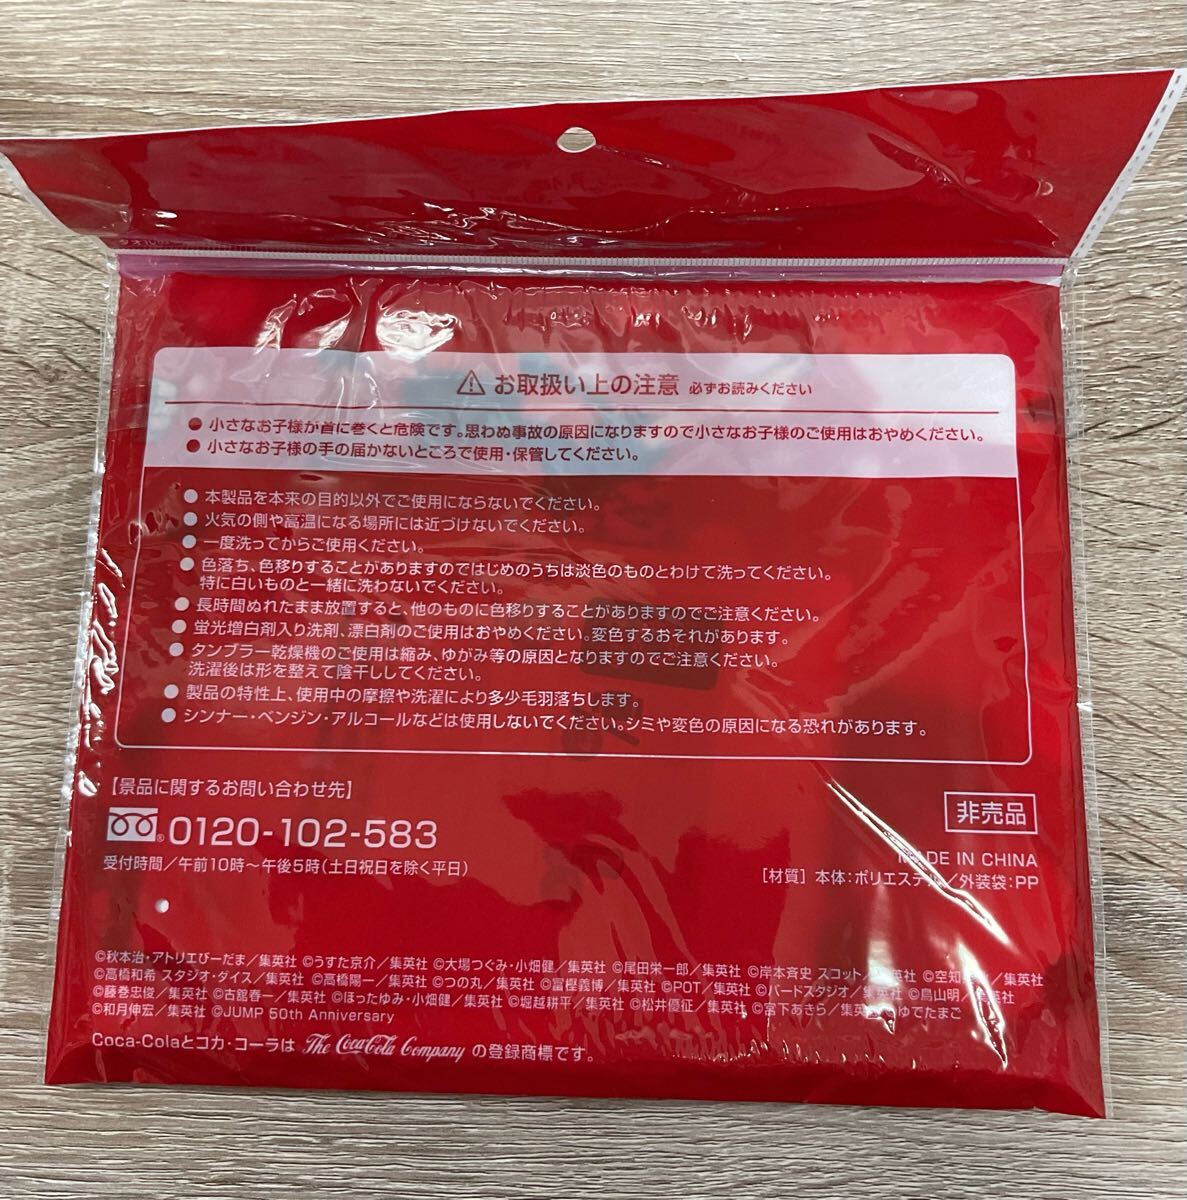 ⚠ お取扱い上の注意 必ずお読みください
● 小さなお子様が首に巻くと危険です。思わぬ事故の原因になりますので小さなお子様のご使用はおやめください。
● 小さなお子様の手の届かないところで使用・保管してください。
● 本製品を本来の目的以外でご使用にならないでください。
● 火気の側や高温になる場所には近づけないでください。
● 一度洗ってからご使用ください。
● 色落ち、色移りすることがありますのではじめのうちは淡色のものとわけて洗ってください。
特に白いものと一緒に洗わないでください。
● 長時間ぬれたまま放置すると、他のものに色移りすることがありますのでご注意ください。
● 蛍光増白剤入り洗剤、漂白剤のご使用はおやめください。変色するおそれがあります。
● タンブラー乾燥機のご使用は縮み、ゆがみ等の原因となりますのでご注意ください。
洗濯後は形を整えて陰干ししてください。
● 製品の特性上、使用中の摩擦や洗濯により多少毛羽落ちします。
● シンナー・ベンジン・アルコールなどは使用しないでください。シミや変色の原因になる恐れがあります。
【景品に関するお問い合わせ先】
0120-102-583
受付時間／午前10時～午後5時（土日祝日を除く平日）
非売品
MADE IN CHINA
［材質］ 本体：ポリエステル／外装袋：PP
©秋本治・アトリエびーだま／集英社 ©うすた京介／集英社 ©大場つぐみ・小畑健／集英社 ©尾田栄一郎／集英社 ©岸本斉史 スコット／集英社 ©空知／集英社
©高橋和希 スタジオ・ダイス／集英社 ©高橋陽一／集英社 ©つの丸／集英社 ©冨樫義博／集英社 ©POT／集英社 ©バードスタジオ／集英社 ©鳥山明／集英社
©藤巻忠俊／集英社 ©古舘春一／集英社 ©ほったゆみ・小畑健／集英社 ©堀越耕平／集英社 ©松井優征／集英社 ©宮下あきら／集英社 ©ゆでたまご
©和月伸宏／集英社 ©JUMP 50th Anniversary
Coca-Colaとコカ・コーラは The Coca-Cola Company の登録商標です。